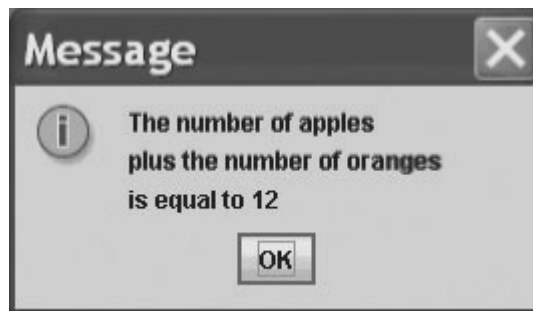 Message
The number of apples
plus the number of oranges
is equal to 12
OK